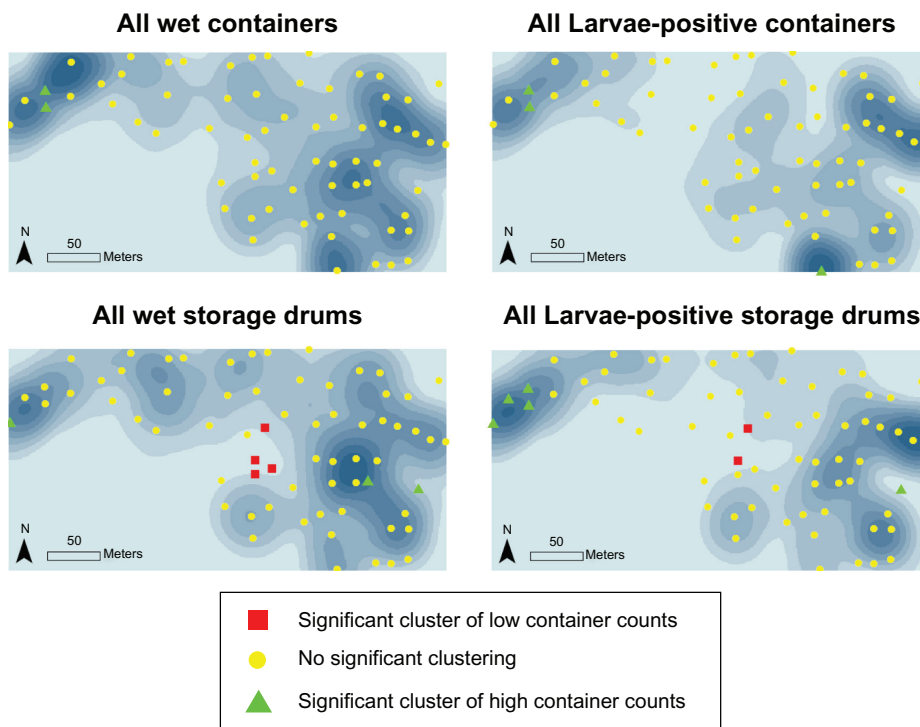 All wet containers
All Larvae-positive containers
N
50
Meters
N
50
Meters
All wet storage drums
All Larvae-positive storage drums
N
50
Meters
N
50
Meters
Significant cluster of low container counts
No significant clustering
Significant cluster of high container counts